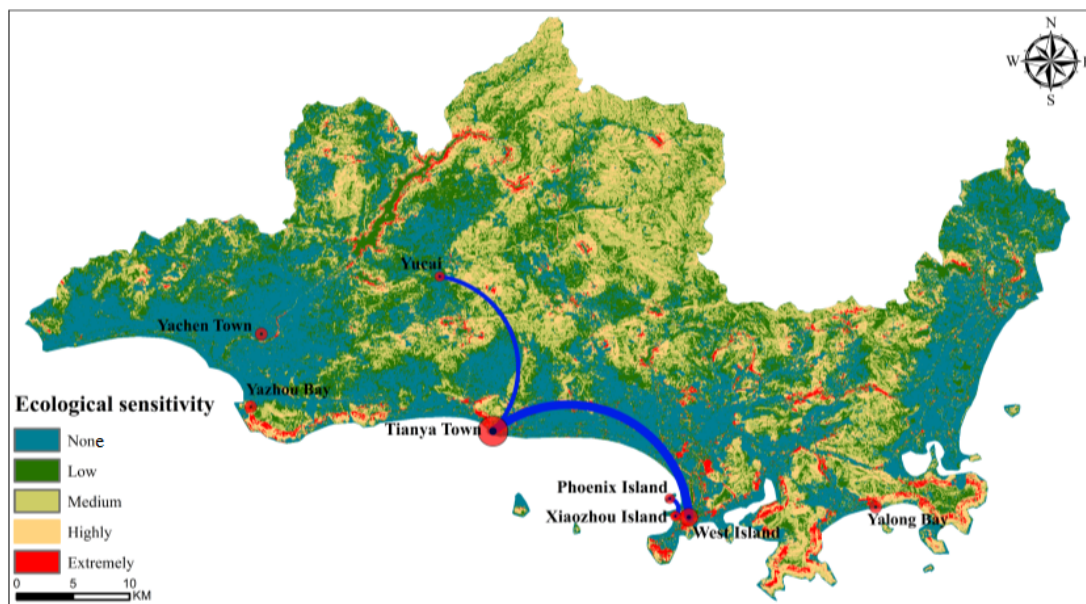 N
W
E
S
Yucai
Yachen Town
Yazhou Bay
Tianya Town
Phoenix Island
Xiaozhou Island
West Island
Yalong Bay
Ecological sensitivity
None
Low
Medium
Highly
Extremely
0 5 10
KM